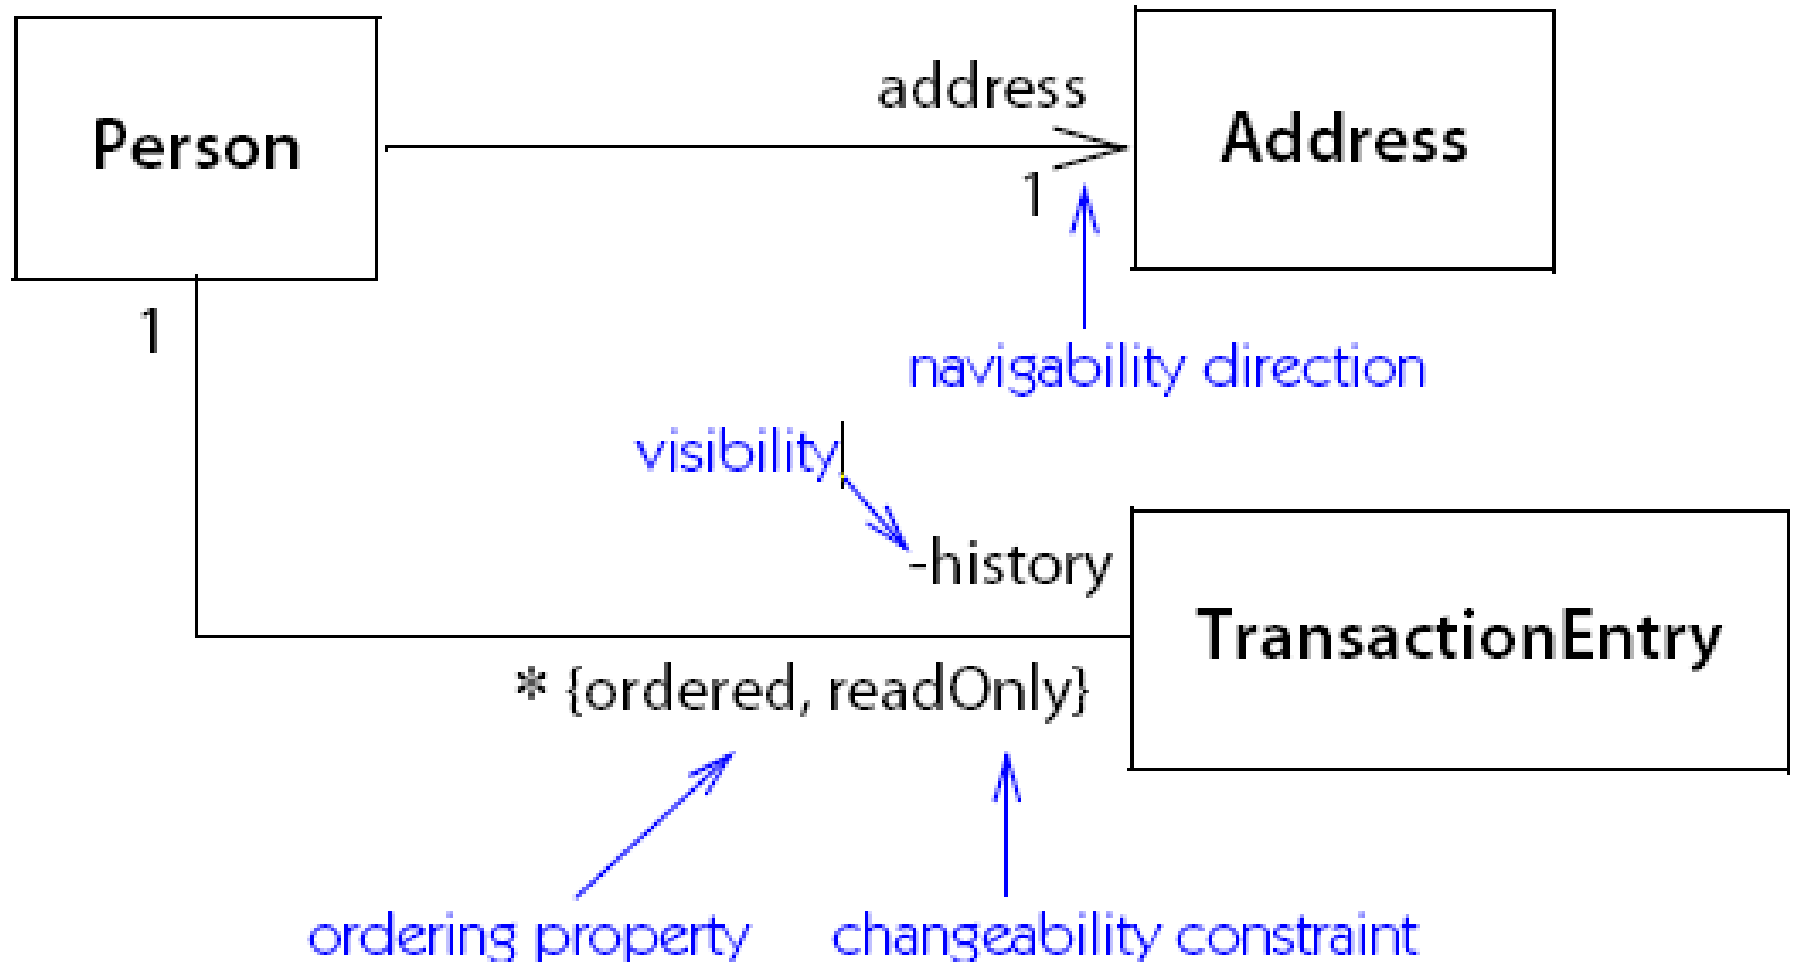 address
Person
Address
1
1
navigability direction
visibility
-history
TransactionEntry
* {ordered, readOnly}
ordering property
changeability constraint